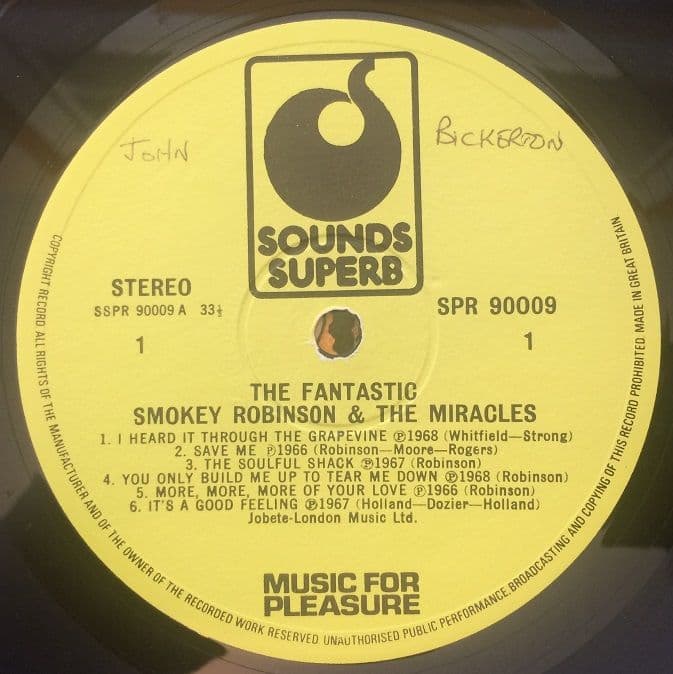 JOHN
BICKERTON
SOUNDS
SUPERB
STEREO
SSPR 90009 A 33⅓
1
SPR 90009
1
THE FANTASTIC
SMOKEY ROBINSON & THE MIRACLES
1. I HEARD IT THROUGH THE GRAPEVINE ℗1968 (Whitfield—Strong)
2. SAVE ME ℗1966 (Robinson—Moore—Rogers)
3. THE SOULFUL SHACK ℗1967 (Robinson)
4. YOU ONLY BUILD ME UP TO TEAR ME DOWN ℗1968 (Robinson)
5. MORE, MORE, MORE OF YOUR LOVE ℗1966 (Robinson)
6. IT'S A GOOD FEELING ℗1967 (Holland—Dozier—Holland)
Jobete-London Music Ltd.
MUSIC FOR
PLEASURE
COPYRIGHT RECORD. ALL RIGHTS OF THE MANUFACTURER AND OF THE OWNER OF THE RECORDED WORK RESERVED. UNAUTHORISED PUBLIC PERFORMANCE, BROADCASTING AND COPYING OF THIS RECORD PROHIBITED. MADE IN GREAT BRITAIN